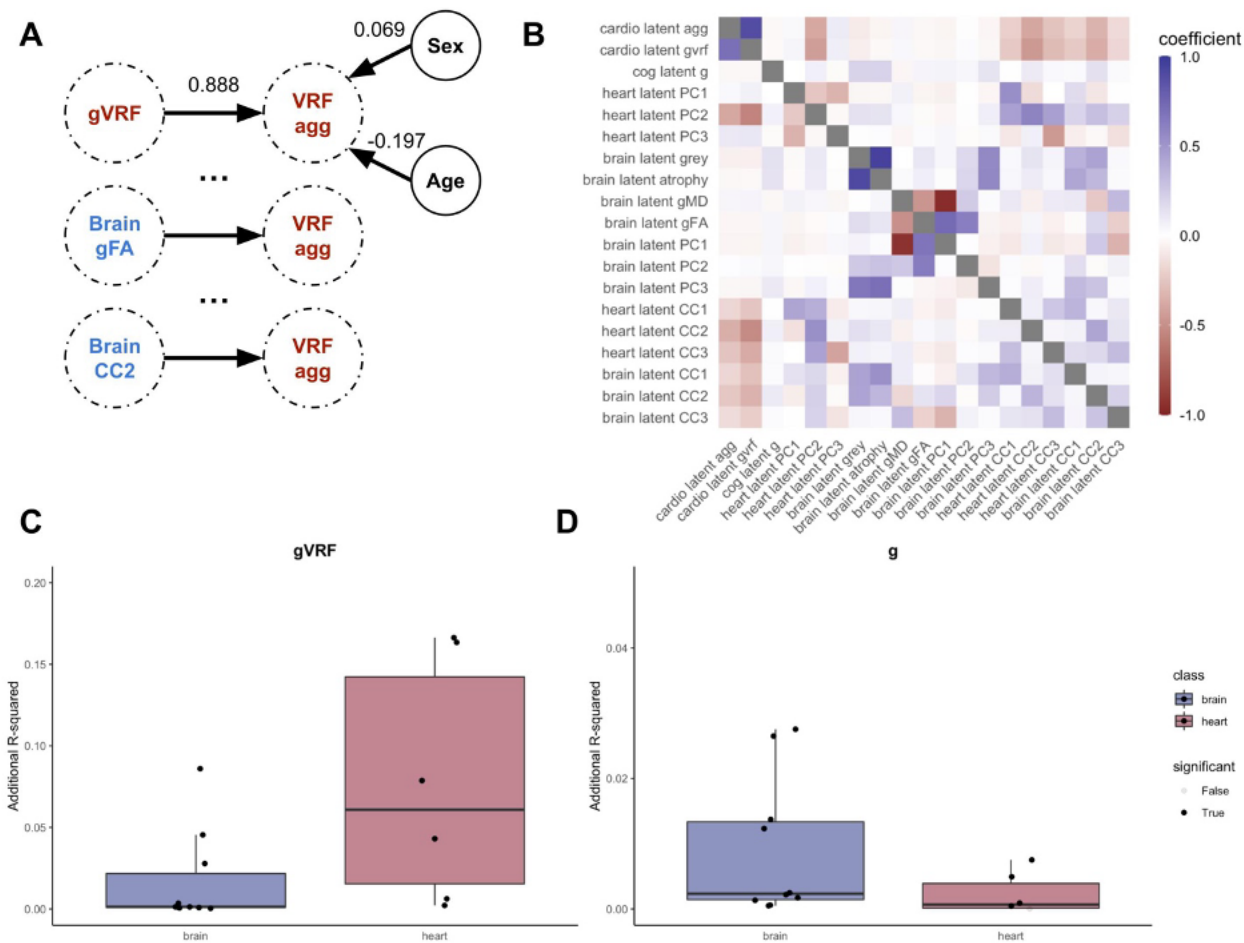 A
0.069
Sex
0.888
gVRF
VRF
agg
-0.197
Age
...
Brain
gFA
VRF
agg
...
Brain
CC2
VRF
agg
B
cardio latent agg
cardio latent gvrf
cog latent g
heart latent PC1
heart latent PC2
heart latent PC3
brain latent grey
brain latent atrophy
brain latent gMD
brain latent gFA
brain latent PC1
brain latent PC2
brain latent PC3
heart latent CC1
heart latent CC2
heart latent CC3
brain latent CC1
brain latent CC2
brain latent CC3
cardio latent agg
cardio latent gvrf
cog latent g
heart latent PC1
heart latent PC2
heart latent PC3
brain latent grey
brain latent atrophy
brain latent gMD
brain latent gFA
brain latent PC1
brain latent PC2
brain latent PC3
heart latent CC1
heart latent CC2
heart latent CC3
brain latent CC1
brain latent CC2
brain latent CC3
coefficient
1.0
0.5
0.0
-0.5
-1.0
C
gVRF
Additional R-squared
0.20
0.15
0.10
0.05
0.00
brain
heart
D
g
Additional R-squared
0.04
0.02
0.00
brain
heart
class
brain
heart
significant
False
True